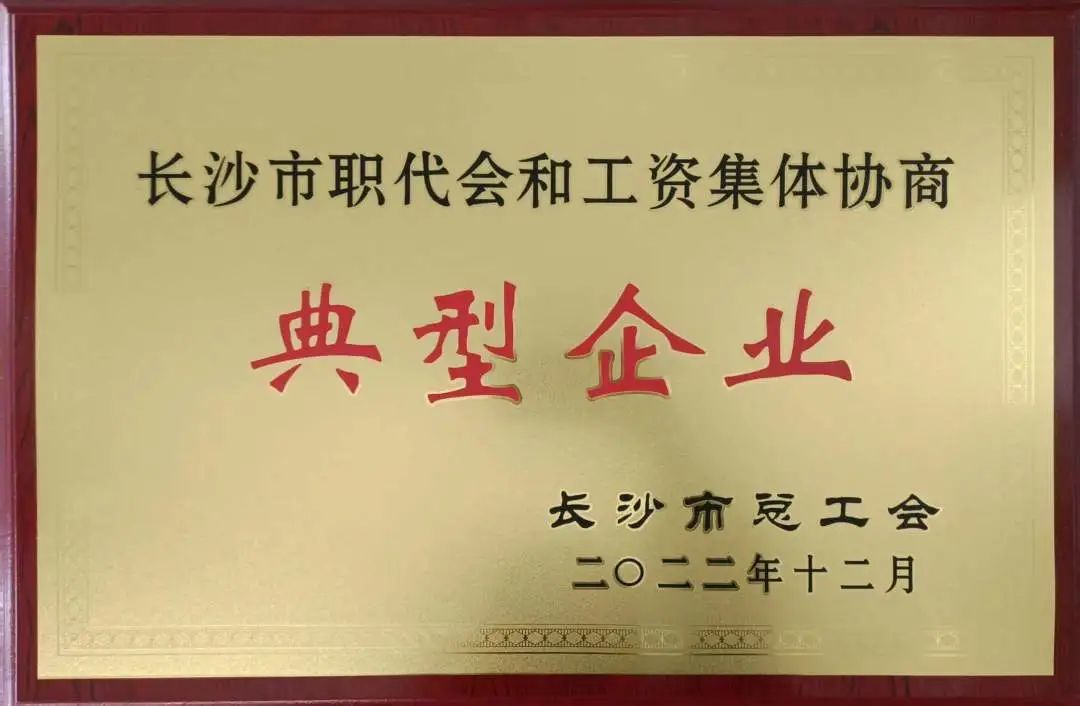 长沙市职代会和工资集体协商
典型企业
长沙市总工会
二〇二二年十二月